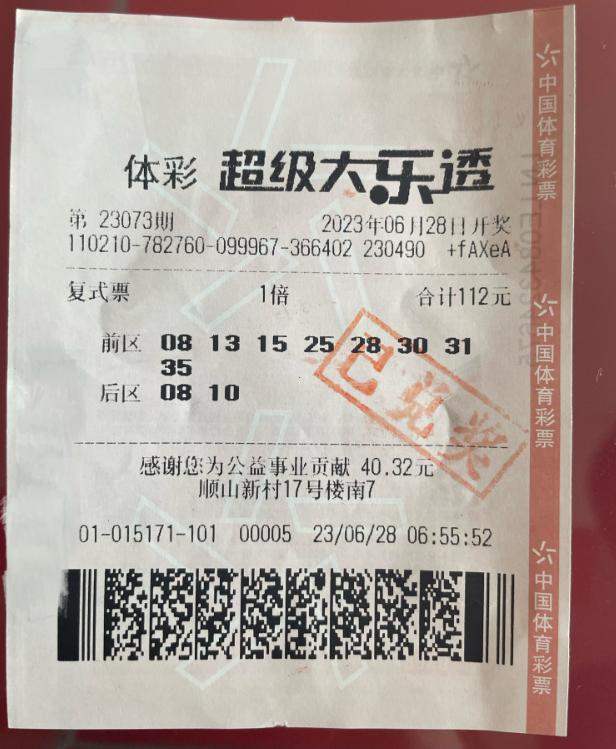 体彩 超级大乐透
第 23073期 2023年06月28日开奖
110210-782760-099967-366402 230490 +fAXeA
复式票 1倍 合计112元
前区 08 13 15 25 28 30 31
35
后区 08 10
已兑奖
感谢您为公益事业贡献 40.32元
顺山新村17号楼南7
01-015171-101 00005 23/06/28 06:55:52
中国体育彩票
中国体育彩票
中国体育彩票